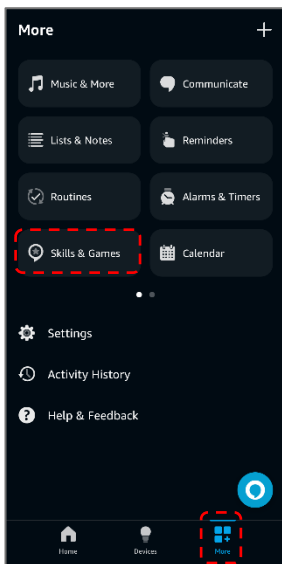 More
Music & More
Communicate
Lists & Notes
Reminders
Routines
Alarms & Timers
Skills & Games
Calendar
Settings
Activity History
Help & Feedback
Home
Devices
More